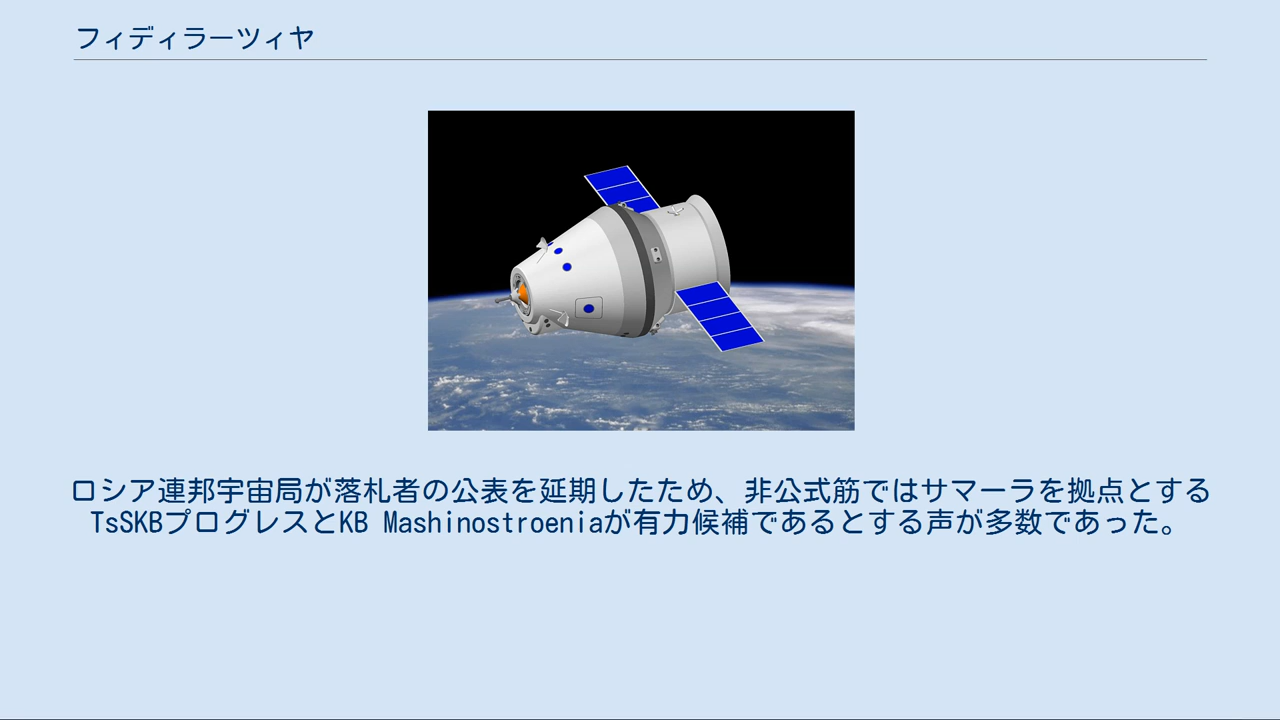 フィディラーツィヤ
ロシア連邦宇宙局が落札者の公表を延期したため、非公式筋ではサマーラを拠点とする
TsSKBプログレスとKB Mashinostroeniaが有力候補であるとする声が多数であった。